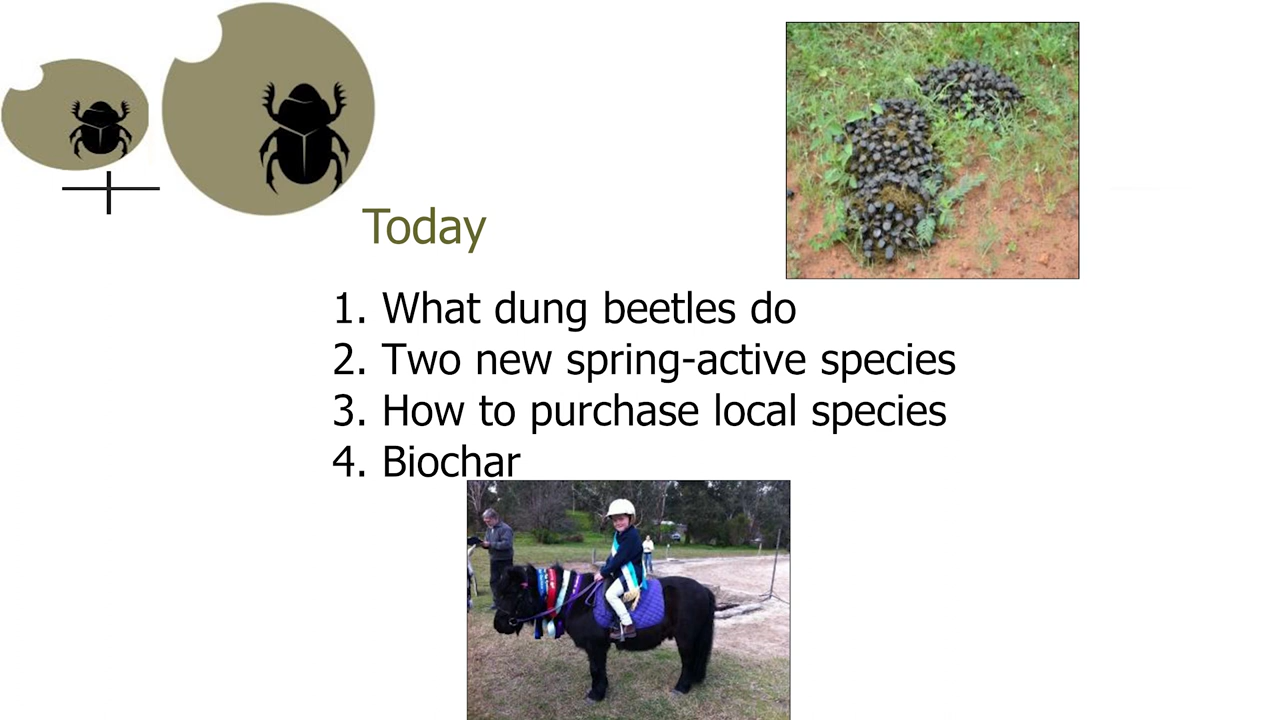 Today
1. What dung beetles do
2. Two new spring-active species
3. How to purchase local species
4. Biochar